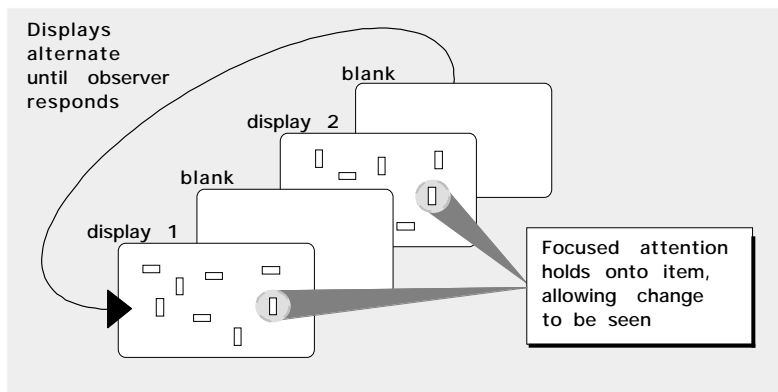 Displays
alternate
until observer
responds
blank
display 2
blank
display 1
Focused attention
holds onto item,
allowing change
to be seen